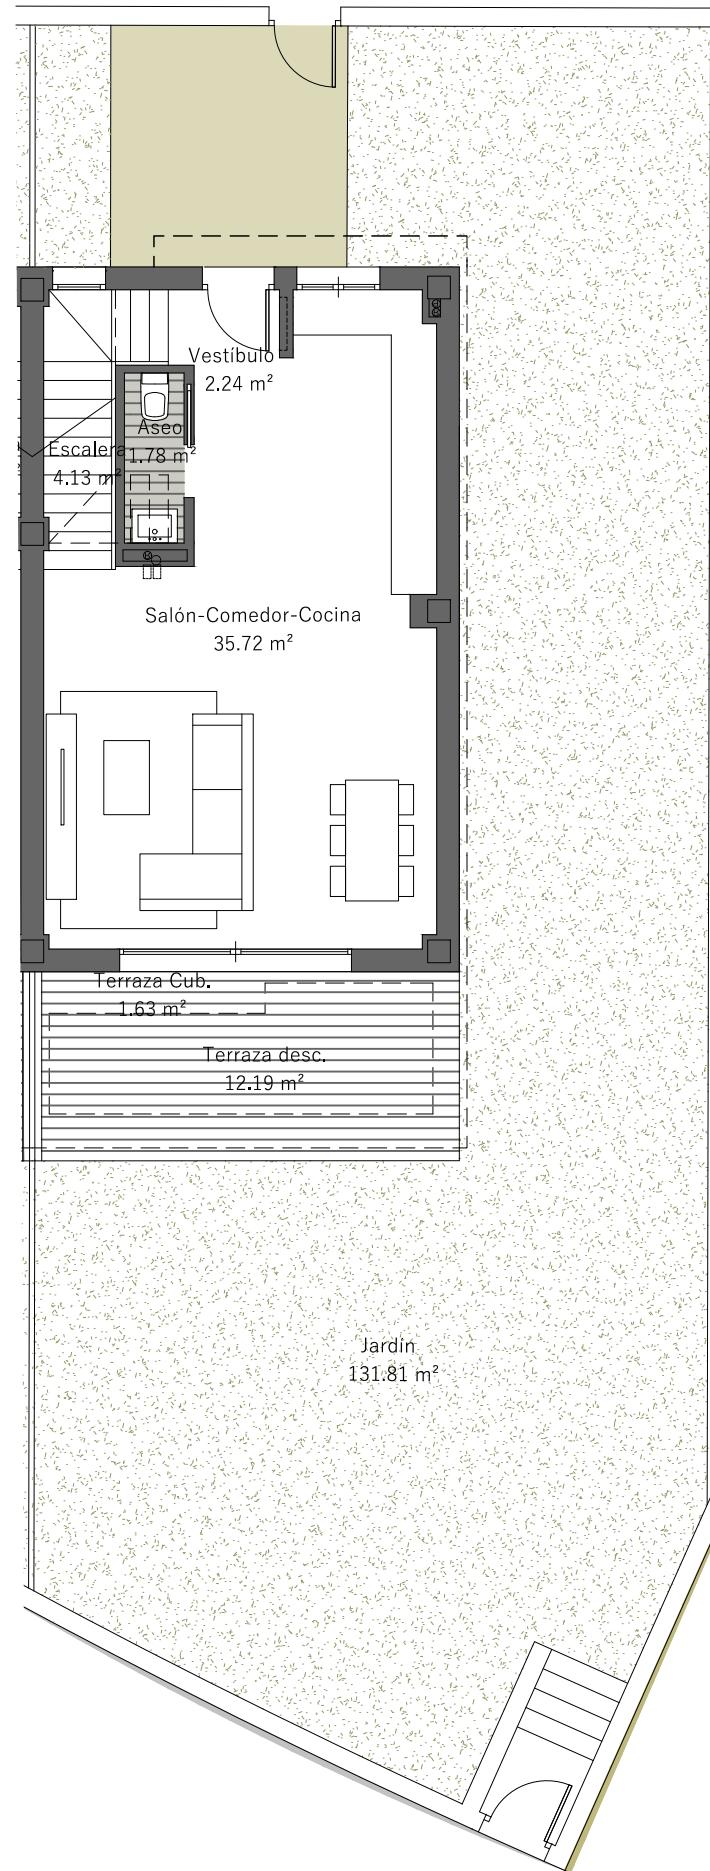 Vestíbulo
2.24 m²
Aseo
1.78 m²
Escalera
4.13 m²
Salón-Comedor-Cocina
35.72 m²
Terraza Cub.
1.63 m²
Terraza desc.
12.19 m²
Jardín
131.81 m²